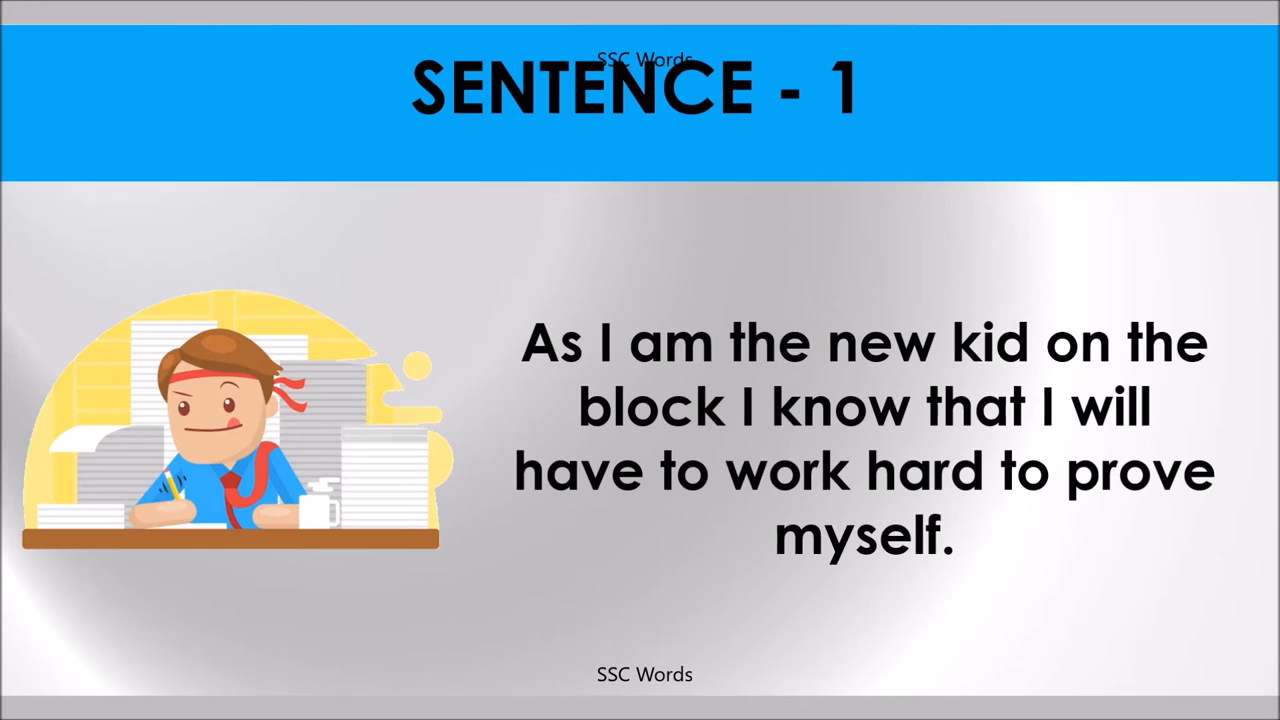 SSC Words
SENTENCE - 1
As I am the new kid on the
block I know that I will
have to work hard to prove
myself.
SSC Words